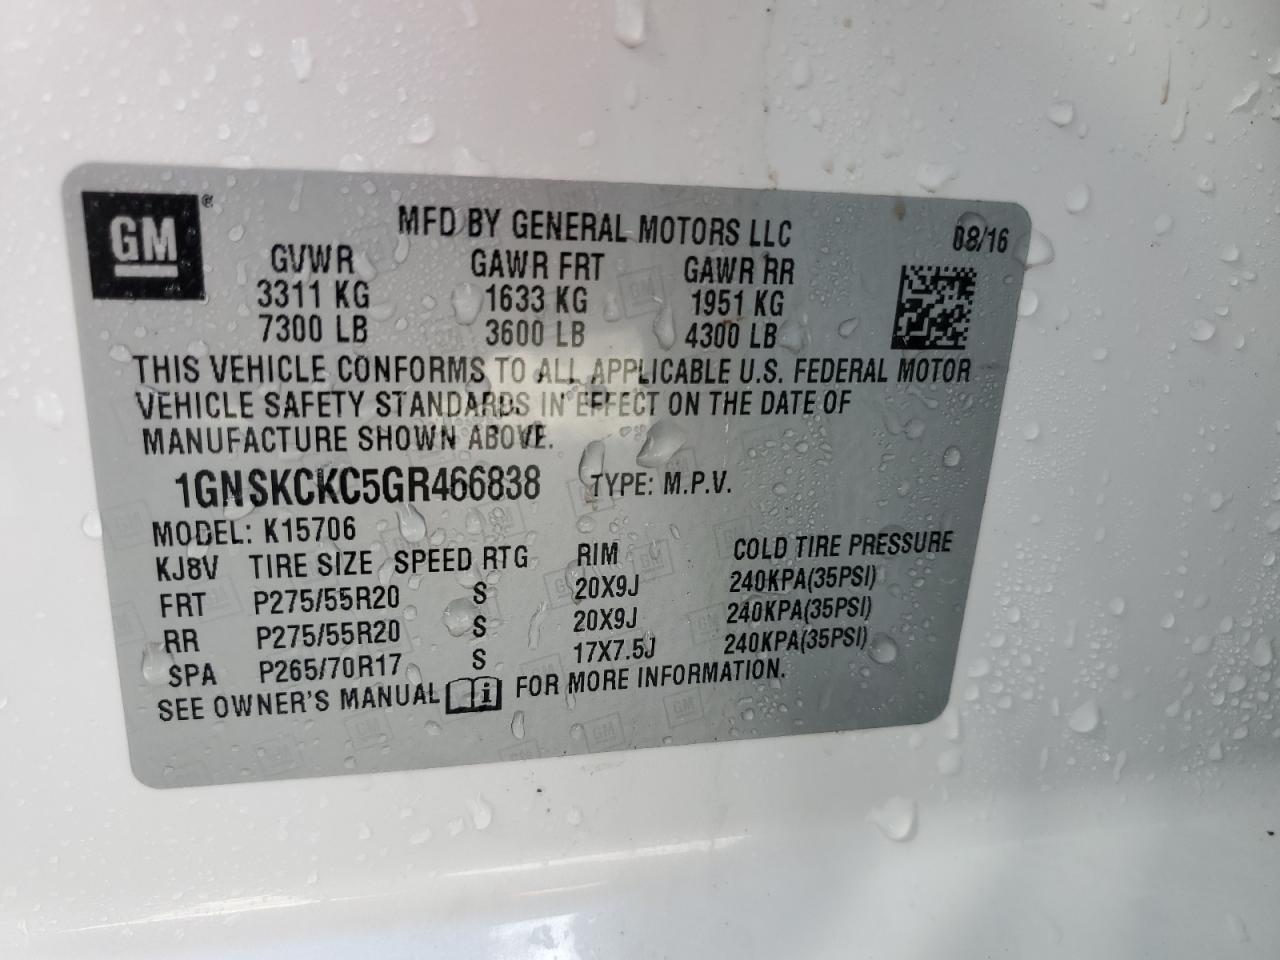 GM®
MFD BY GENERAL MOTORS LLC 08/16
GVWR GAWR FRT GAWR RR
3311 KG 1633 KG 1951 KG
7300 LB 3600 LB 4300 LB
THIS VEHICLE CONFORMS TO ALL APPLICABLE U.S. FEDERAL MOTOR
VEHICLE SAFETY STANDARDS IN EFFECT ON THE DATE OF
MANUFACTURE SHOWN ABOVE.
1GNSKCKC5GR466838 TYPE: M.P.V.
MODEL: K15706
KJ8V TIRE SIZE SPEED RTG RIM COLD TIRE PRESSURE
FRT P275/55R20 S 20X9J 240KPA(35PSI)
RR P275/55R20 S 20X9J 240KPA(35PSI)
SPA P265/70R17 S 17X7.5J 240KPA(35PSI)
SEE OWNER'S MANUAL i FOR MORE INFORMATION.